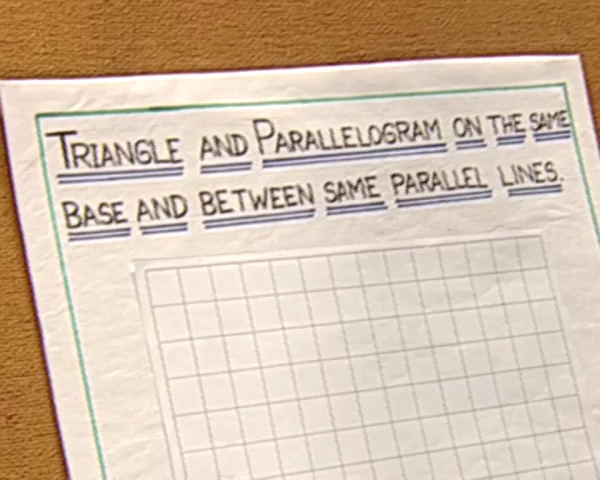 TRIANGLE AND PARALLELOGRAM ON THE SAME
BASE AND BETWEEN SAME PARALLEL LINES.